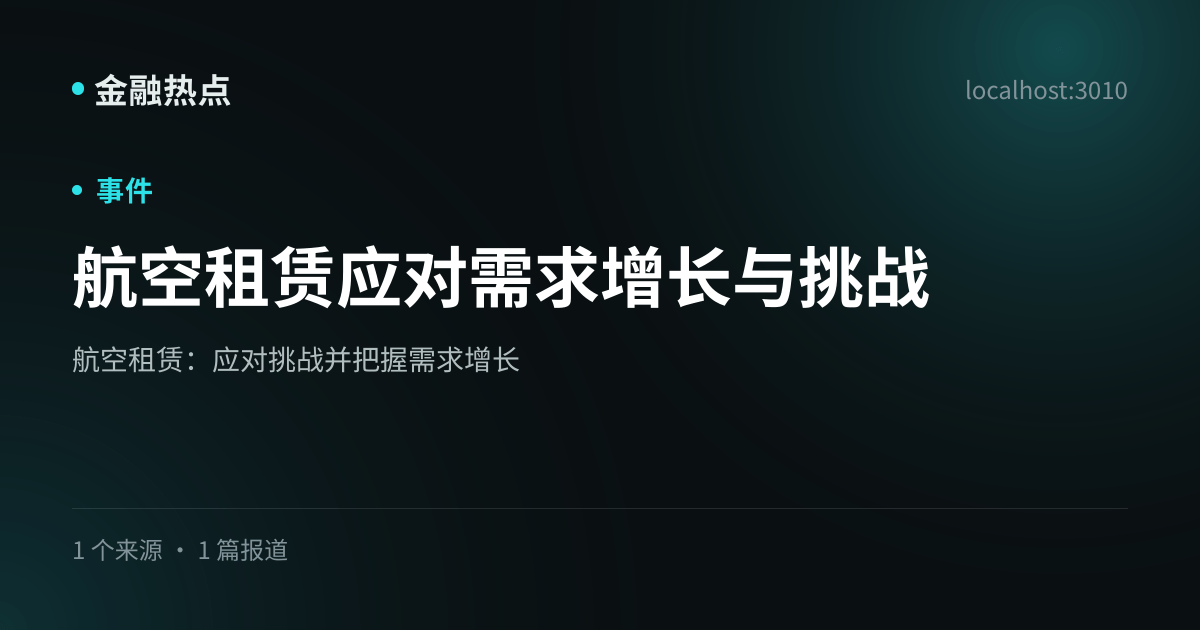 金融热点
localhost:3010
事件
航空租赁应对需求增长与挑战
航空租赁：应对挑战并把握需求增长
1 个来源 · 1 篇报道